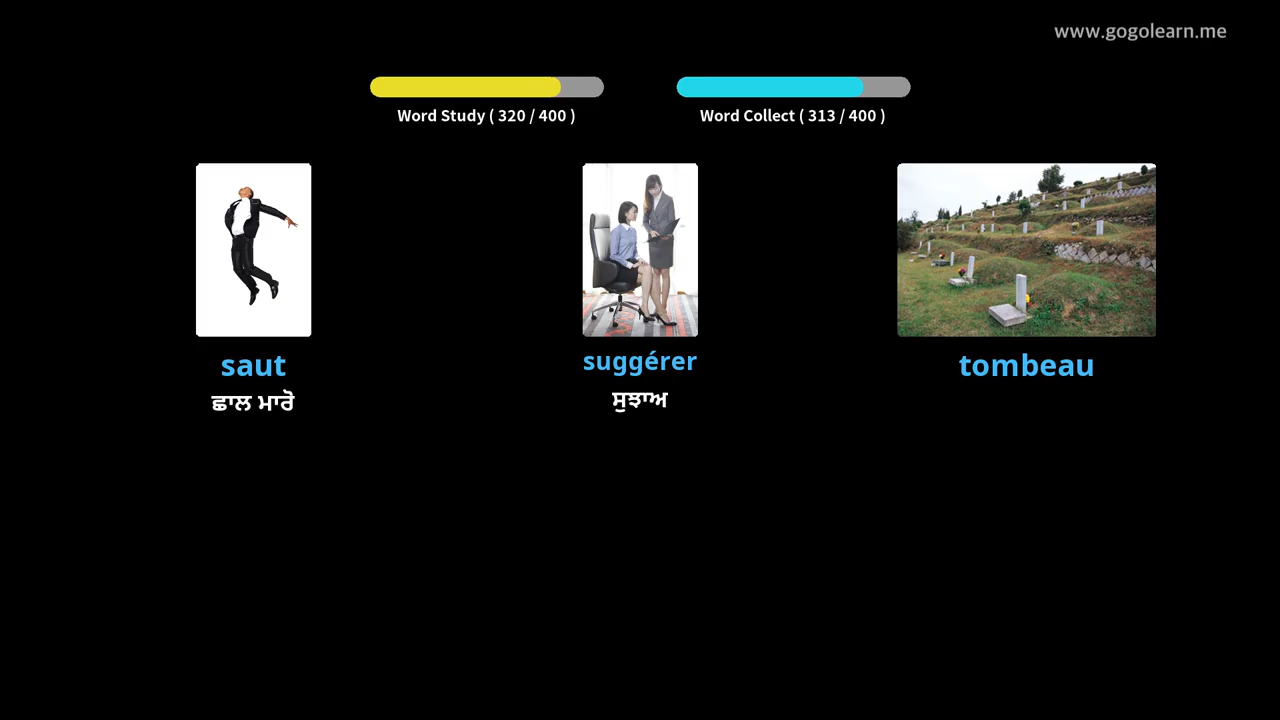 www.gogolearn.me
Word Study ( 320 / 400 )
Word Collect ( 313 / 400 )
saut
suggérer
tombeau
ਛਾਲ ਮਾਰੋ
ਸੁਝਾਅ